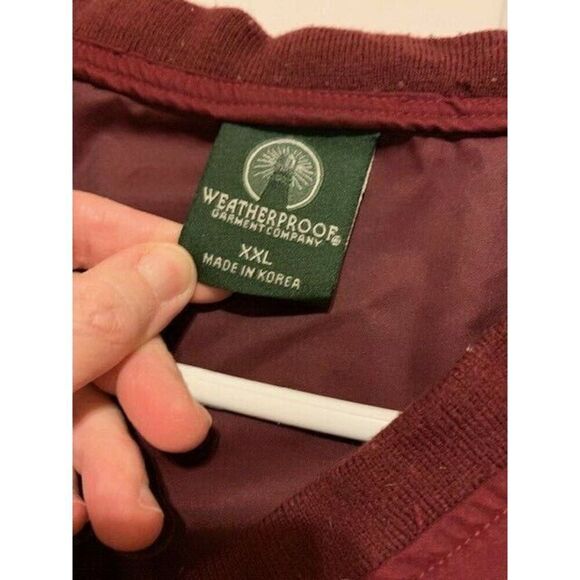 WEATHERPROOF®
GARMENT COMPANY
XXL
MADE IN KOREA